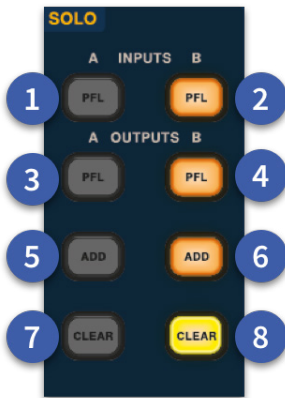 SOLO
A INPUTS B
1 PFL PFL 2
A OUTPUTS B
3 PFL PFL 4
5 ADD ADD 6
7 CLEAR CLEAR 8